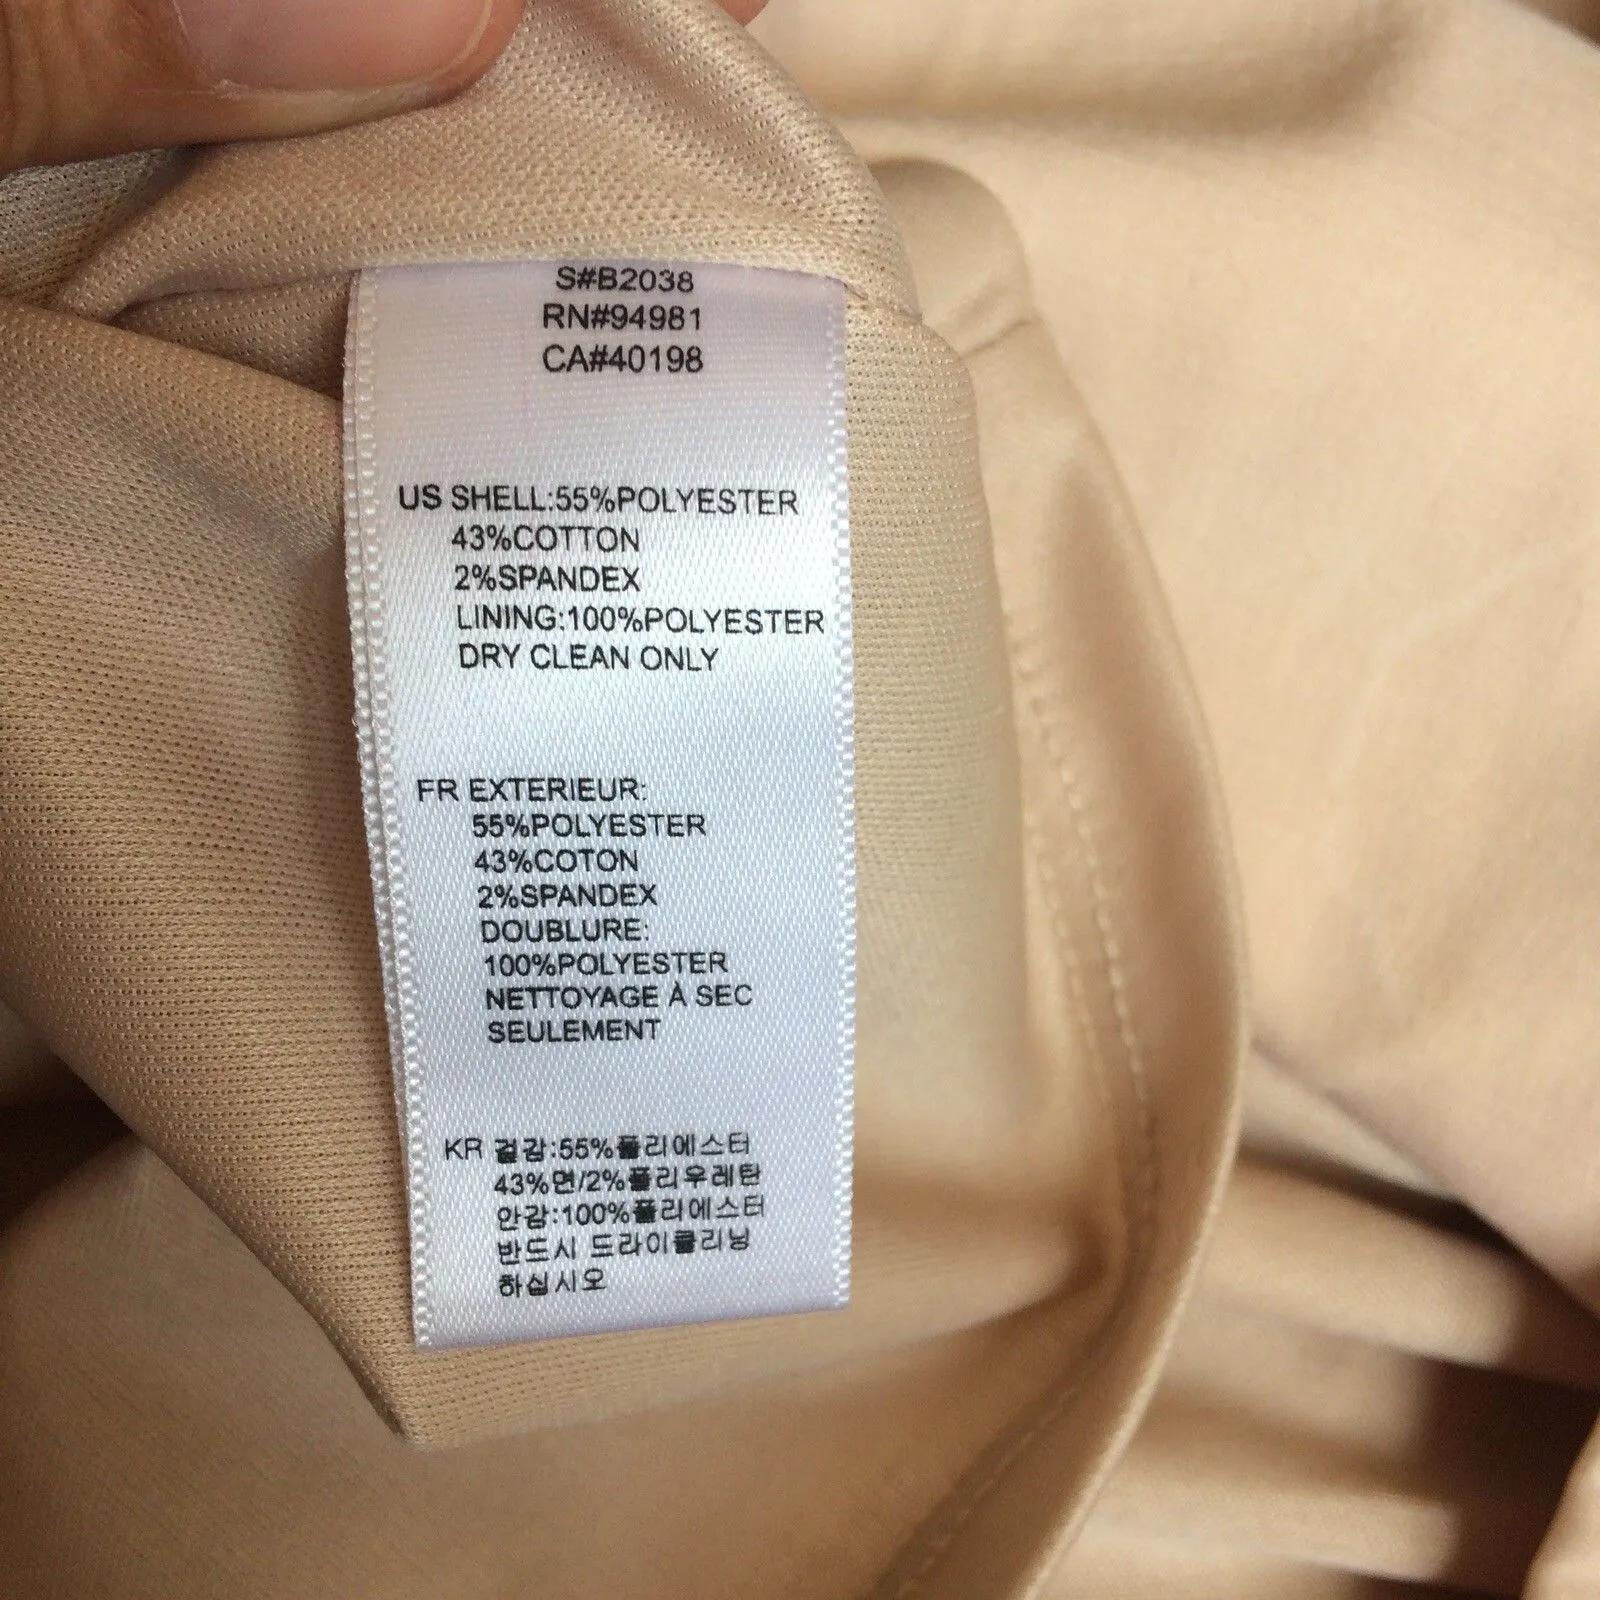 S#B2038
RN#94981
CA#40198
US SHELL:55%POLYESTER
43%COTTON
2%SPANDEX
LINING:100%POLYESTER
DRY CLEAN ONLY
FR EXTERIEUR:
55%POLYESTER
43%COTON
2%SPANDEX
DOUBLURE:
100%POLYESTER
NETTOYAGE À SEC
SEULEMENT
KR 겉감:55%폴리에스터
43%면/2%폴리우레탄
안감:100%폴리에스터
반드시 드라이클리닝
하십시오